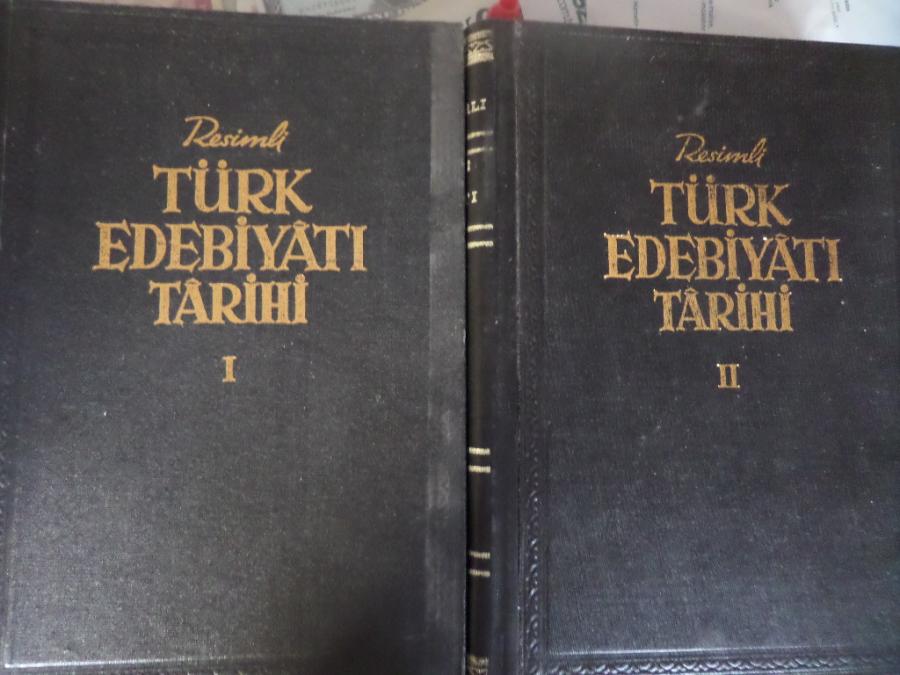 Resimli
TÜRK
EDEBİYÂTI
TÂRİHİ
I
Resimli
TÜRK
EDEBİYÂTI
TÂRİHİ
II